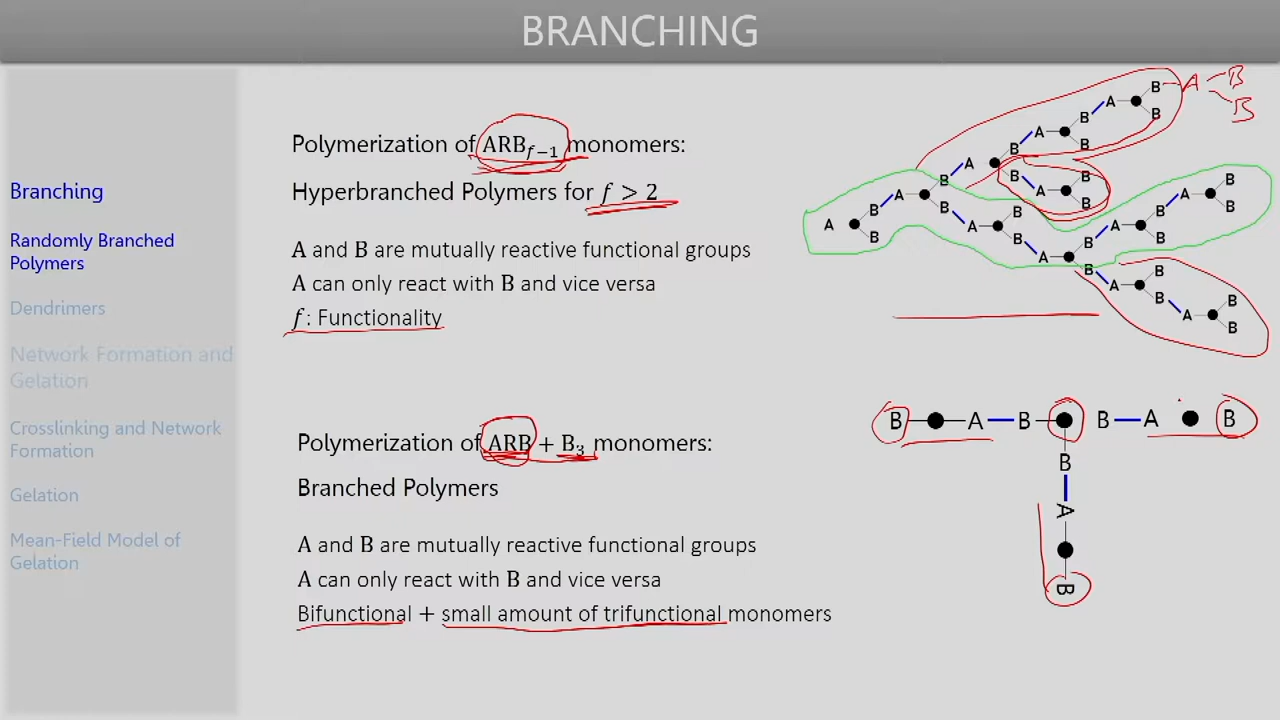 BRANCHING
Branching
Randomly Branched
Polymers
Dendrimers
Network Formation and
Gelation
Crosslinking and Network
Formation
Gelation
Mean-Field Model of
Gelation
Polymerization of ARB_{f−1} monomers:
Hyperbranched Polymers for f > 2
A and B are mutually reactive functional groups
A can only react with B and vice versa
f: Functionality
Polymerization of ARB + B₃ monomers:
Branched Polymers
A and B are mutually reactive functional groups
A can only react with B and vice versa
Bifunctional + small amount of trifunctional monomers
B A B
B
A B B
B A B
B A B B
A B A B B
A B B
A B A B B
B B A B
A B
B A B
A B
B A B
B
B A B B A B
B
A
B